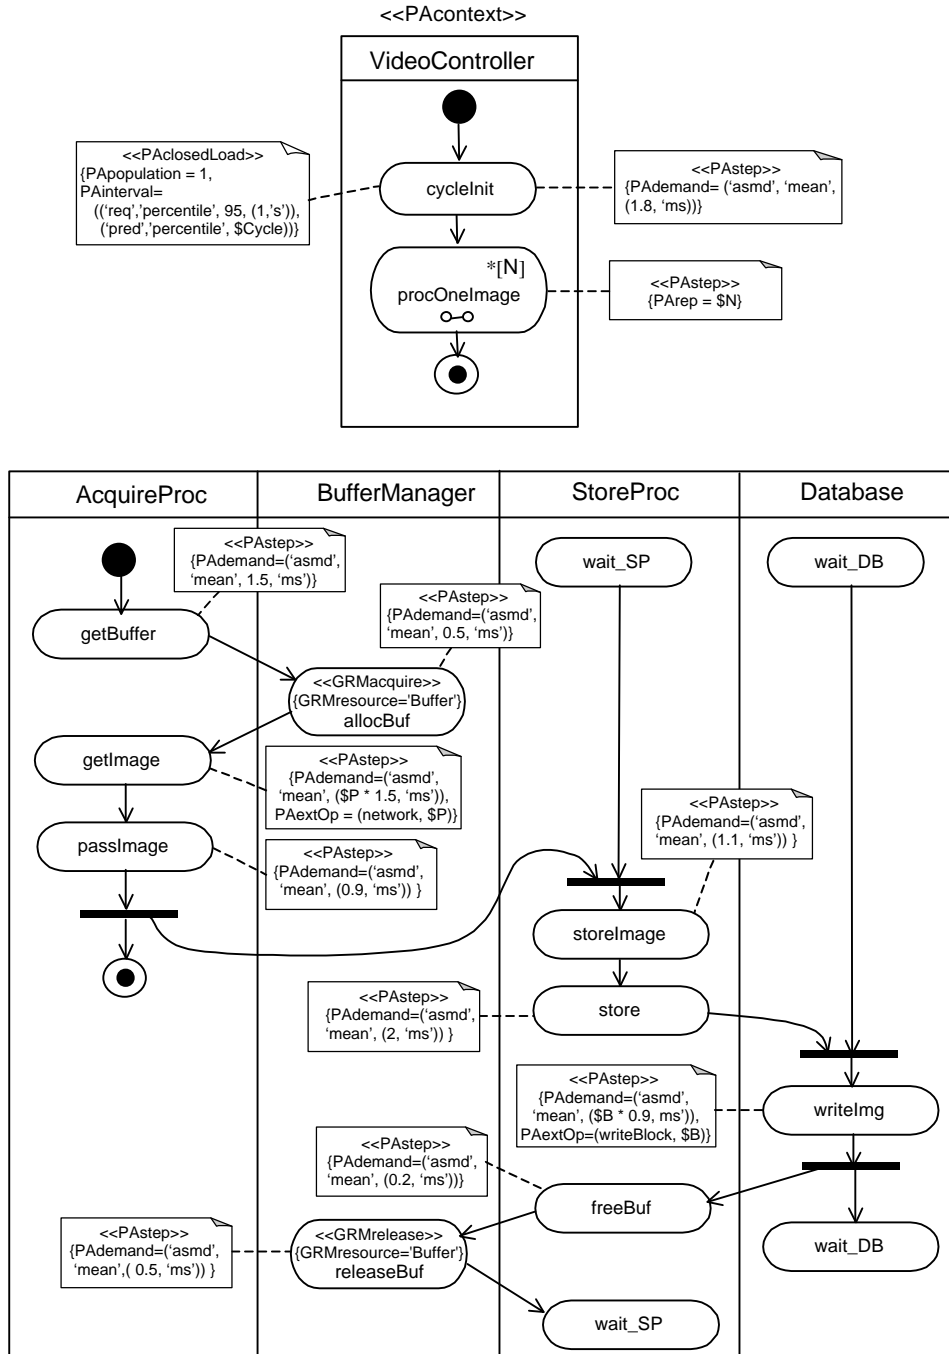 <<PAcontext>>
VideoController
<<PAclosedLoad>>
{PApopulation = 1,
PAinterval=
((‘req’,’percentile’, 95, (1,’s’)),
(‘pred’,’percentile’, $Cycle))}
cycleInit
<<PAstep>>
{PAdemand= (‘asmd’, ‘mean’,
(1.8, ‘ms’))}
*[N]
procOneImage
<<PAstep>>
{PArep = $N}
AcquireProc
BufferManager
StoreProc
Database
<<PAstep>>
{PAdemand=(‘asmd’,
‘mean’, 1.5, ‘ms’)}
wait_SP
wait_DB
getBuffer
<<PAstep>>
{PAdemand=(‘asmd’,
‘mean’, 0.5, ‘ms’)}
<<GRMacquire>>
{GRMresource='Buffer'}
allocBuf
getImage
<<PAstep>>
{PAdemand=(‘asmd’,
‘mean’, ($P * 1.5, ‘ms’)),
PAextOp = (network, $P)}
<<PAstep>>
{PAdemand=(‘asmd’,
‘mean’, (1.1, ‘ms’)) }
passImage
<<PAstep>>
{PAdemand=(‘asmd’,
‘mean’, (0.9, ‘ms’)) }
storeImage
<<PAstep>>
{PAdemand=(‘asmd’,
‘mean’, (2, ‘ms’)) }
store
<<PAstep>>
{PAdemand=(‘asmd’,
‘mean’, ($B * 0.9, ms’)),
PAextOp=(writeBlock, $B)}
writeImg
<<PAstep>>
{PAdemand=(‘asmd’,
‘mean’, (0.2, ‘ms’))}
freeBuf
<<PAstep>>
{PAdemand=(‘asmd’,
‘mean’,( 0.5, ‘ms’)) }
<<GRMrelease>>
{GRMresource='Buffer'}
releaseBuf
wait_DB
wait_SP